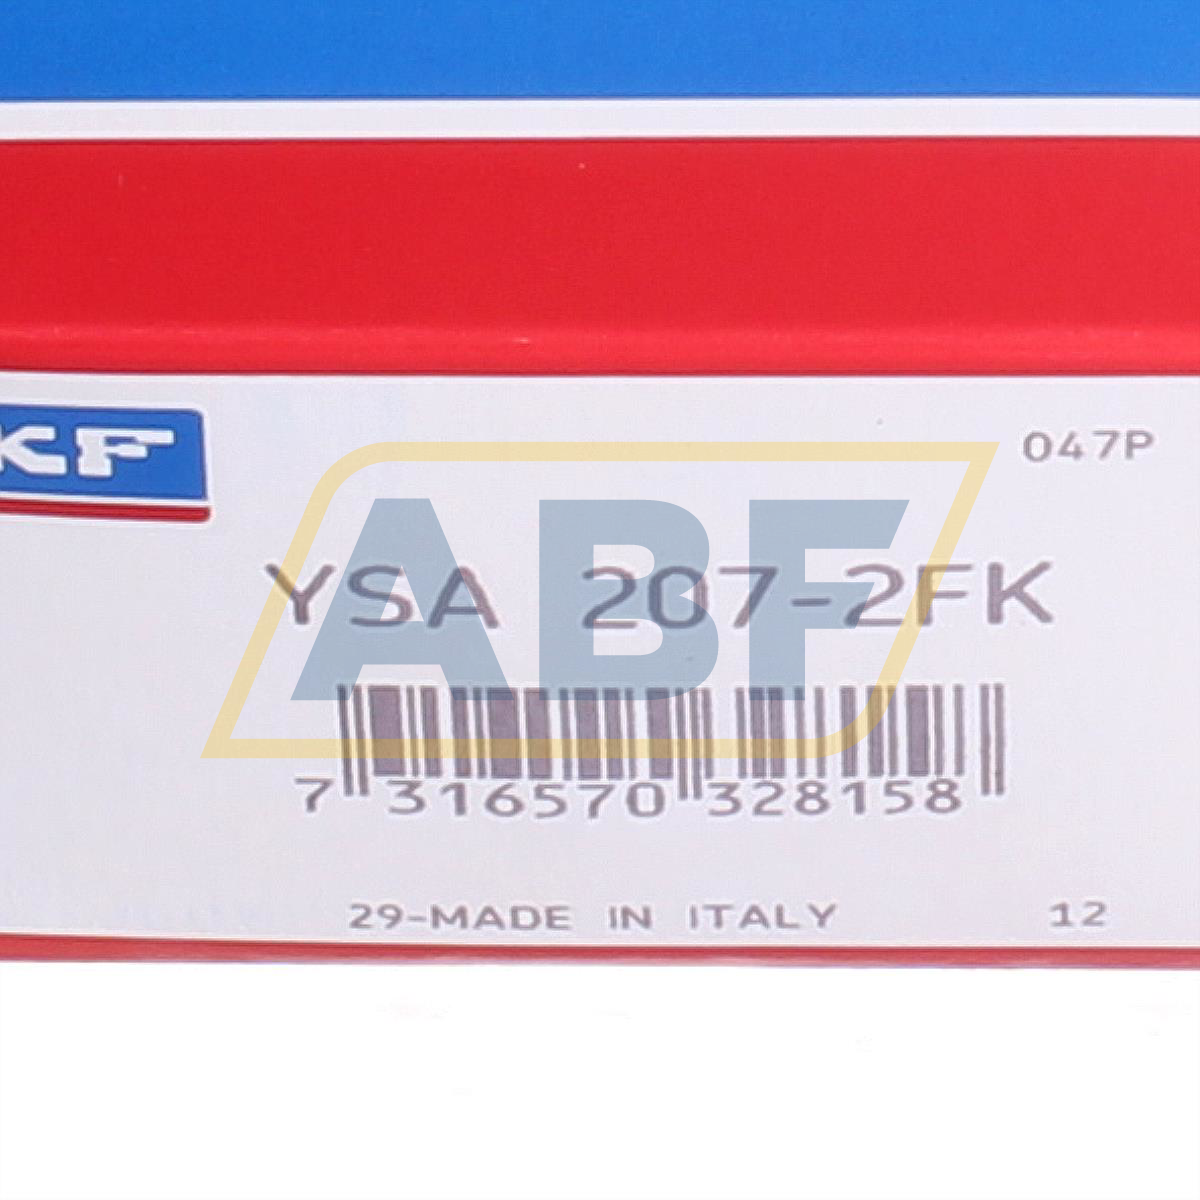 KF
047P
YSA 207-2FK
ABF
7 316570 328158
29-MADE IN ITALY 12